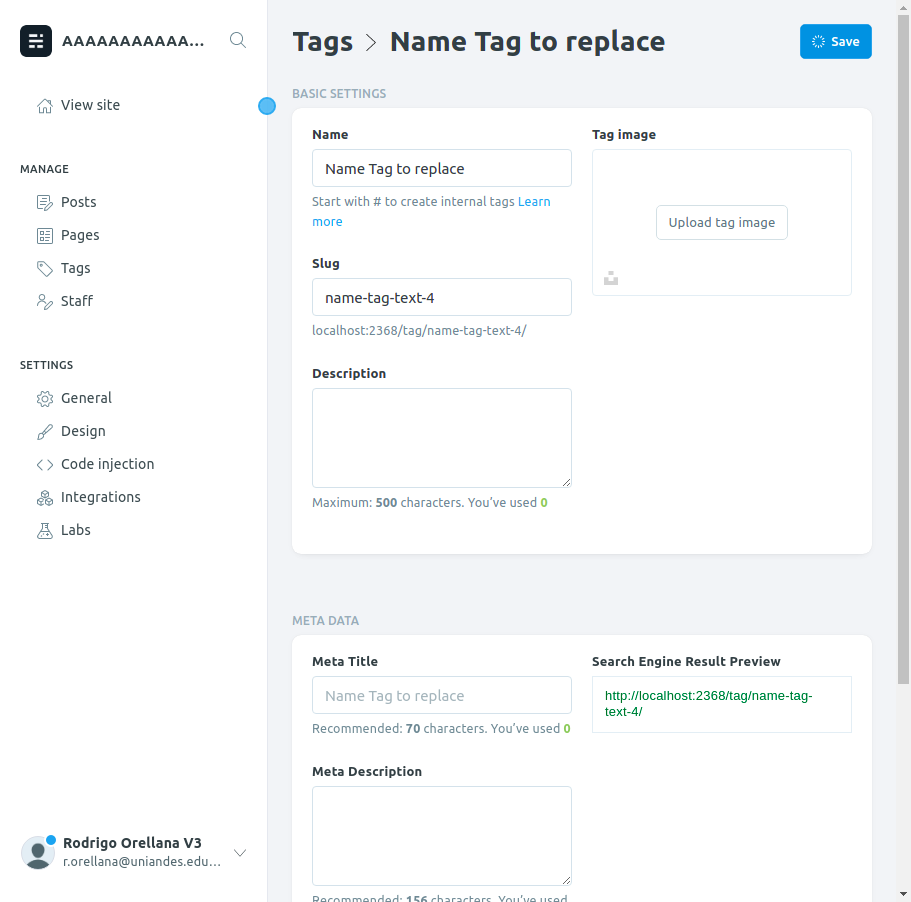 AAAAAAAAAAAA...
View site
MANAGE
Posts
Pages
Tags
Staff
SETTINGS
General
Design
Code injection
Integrations
Labs
Rodrigo Orellana V3
r.orellana@uniandes.edu...
Tags > Name Tag to replace
Save
BASIC SETTINGS
Name
Name Tag to replace
Start with # to create internal tags Learn
more
Slug
name-tag-text-4
localhost:2368/tag/name-tag-text-4/
Description
Maximum: 500 characters. You’ve used 0
Tag image
Upload tag image
META DATA
Meta Title
Name Tag to replace
Recommended: 70 characters. You’ve used 0
Meta Description
Recommended: 156 characters. You’ve used
Search Engine Result Preview
http://localhost:2368/tag/name-tag-
text-4/